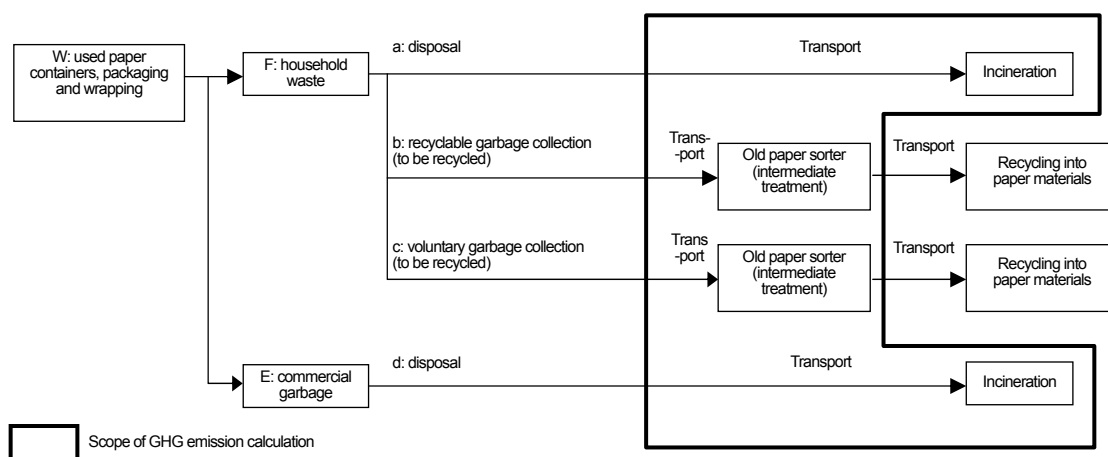 W: used paper
containers, packaging
and wrapping
F: household
waste
a: disposal
Transport
Incineration
b: recyclable garbage collection
(to be recycled)
Trans-
-port
Old paper sorter
(intermediate
treatment)
Transport
Recycling into
paper materials
c: voluntary garbage collection
(to be recycled)
Trans
-port
Old paper sorter
(intermediate
treatment)
Transport
Recycling into
paper materials
E: commercial
garbage
d: disposal
Transport
Incineration
Scope of GHG emission calculation